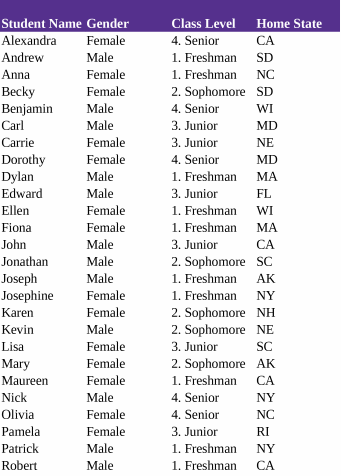 Student Name Gender Class Level Home State
Alexandra Female 4. Senior CA
Andrew Male 1. Freshman SD
Anna Female 1. Freshman NC
Becky Female 2. Sophomore SD
Benjamin Male 4. Senior WI
Carl Male 3. Junior MD
Carrie Female 3. Junior NE
Dorothy Female 4. Senior MD
Dylan Male 1. Freshman MA
Edward Male 3. Junior FL
Ellen Female 1. Freshman WI
Fiona Female 1. Freshman MA
John Male 3. Junior CA
Jonathan Male 2. Sophomore SC
Joseph Male 1. Freshman AK
Josephine Female 1. Freshman NY
Karen Female 2. Sophomore NH
Kevin Male 2. Sophomore NE
Lisa Female 3. Junior SC
Mary Female 2. Sophomore AK
Maureen Female 1. Freshman CA
Nick Male 4. Senior NY
Olivia Female 4. Senior NC
Pamela Female 3. Junior RI
Patrick Male 1. Freshman NY
Robert Male 1. Freshman CA